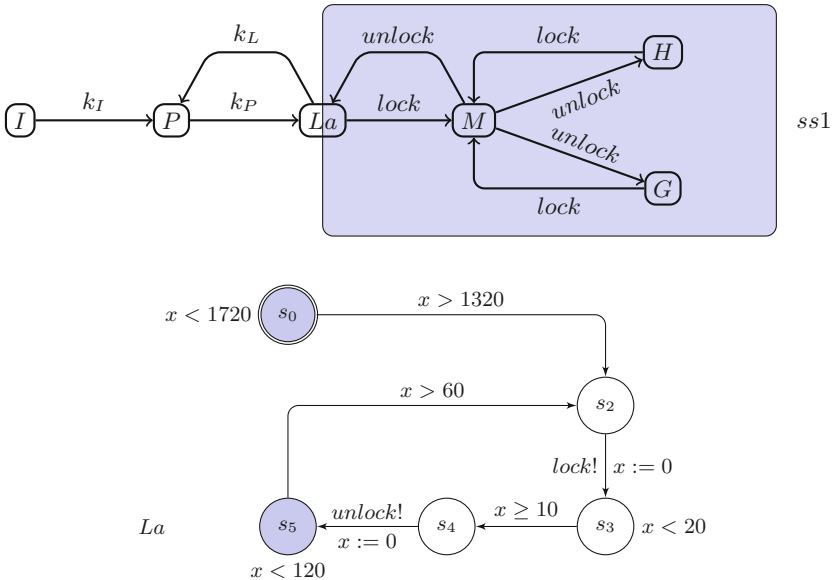 k_L
unlock
lock
H
k_I
k_P
lock
unlock
I
P
La
M
ss1
unlock
G
lock
x < 1720
s_0
x > 1320
x > 60
s_2
lock!
x := 0
La
s_5
unlock!
x := 0
s_4
x ≥ 10
s_3
x < 20
x < 120